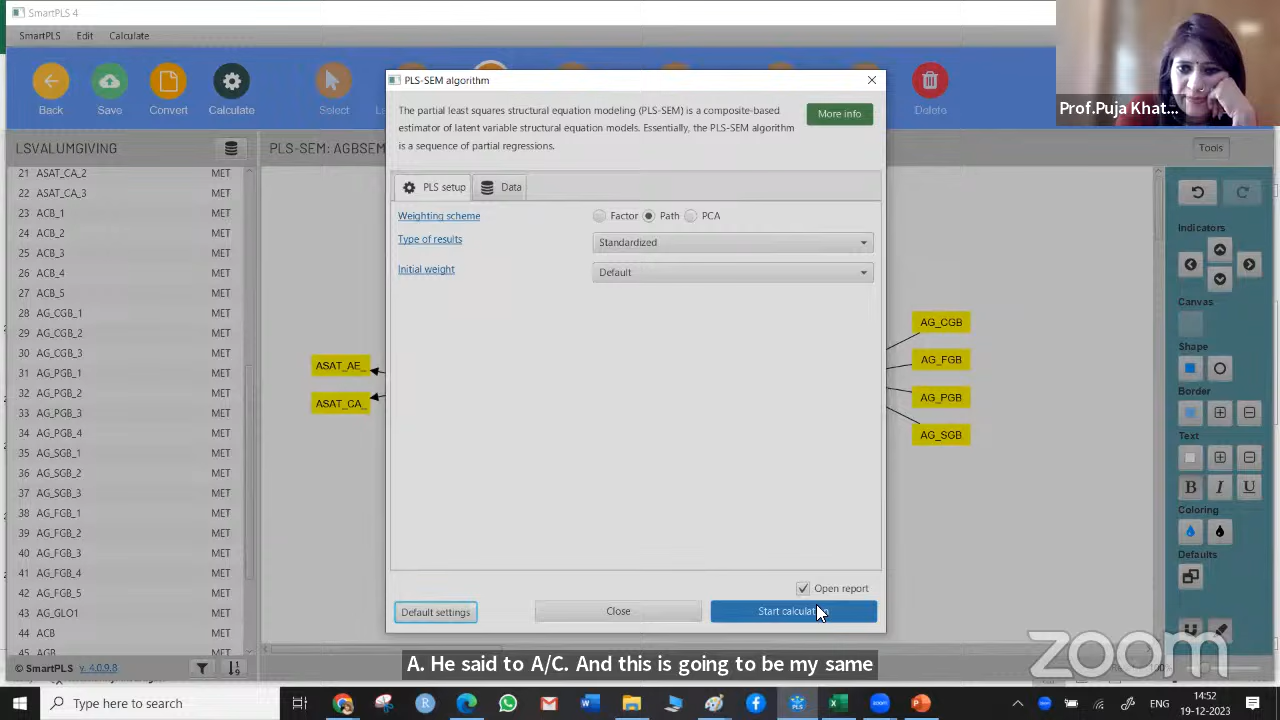 SmartPLS 4
SmartPLS Edit Calculate
Back Save Convert Calculate Select Delete
Prof.Puja Khat...
LSVALUMGIVING
PLS-SEM: AGBSEM
Tools
21 ASAT_CA_2 MET
22 ASAT_CA_3 MET
23 ACB_1 MET
24 ACB_2 MET
25 ACB_3 MET
26 ACB_4 MET
27 ACB_5 MET
28 AG_CGB_1 MET
29 AG_CGB_2 MET
30 AG_CGB_3 MET
31 AG_PGB_1 MET
32 AG_PGB_2 MET
33 AG_PGB_3 MET
34 AG_PGB_4 MET
35 AG_SGB_1 MET
36 AG_SGB_2 MET
37 AG_SGB_3 MET
38 AG_FGB_1 MET
39 AG_FGB_2 MET
40 AG_FGB_3 MET
41 AG_FGB_4 MET
42 AG_FGB_5 MET
43 AG_GLO1 MET
44 ACB MET
45 AGB MET
© SmartPLS v. 4.0.9.8
ASAT_AE_
ASAT_CA_
PLS-SEM algorithm
The partial least squares structural equation modeling (PLS-SEM) is a composite-based
estimator of latent variable structural equation models. Essentially, the PLS-SEM algorithm
is a sequence of partial regressions.
More info
PLS setup Data
Weighting scheme Factor Path PCA
Type of results Standardized
Initial weight Default
Open report
Default settings Close Start calculation
AG_CGB
AG_FGB
AG_PGB
AG_SGB
Indicators
Canvas
Shape
Border
Text
B I U
Coloring
Defaults
A. He said to A/C. And this is going to be my same
zoom
Type here to search
14:52
19-12-2023